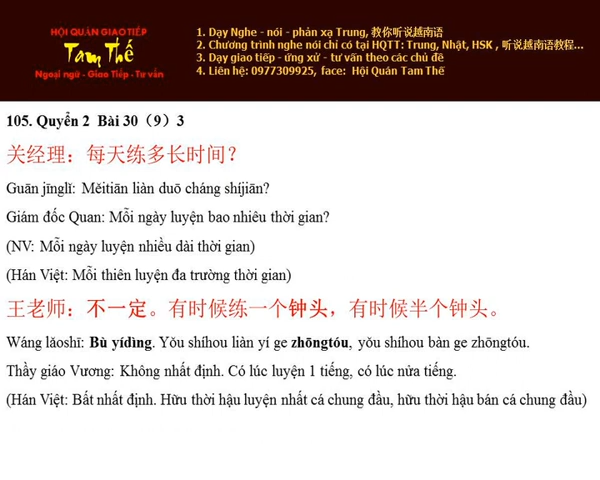 HỘI QUÁN GIAO TIẾP
Tam Thế
Ngoại ngữ - Giao Tiếp - Tư vấn
1. Dạy Nghe - nói - phản xạ Trung, 教你听说越南语
2. Chương trình nghe nói chỉ có tại HQTT: Trung, Nhật, HSK , 听说越南语教程...
3. Dạy giao tiếp - ứng xử - tư vấn theo các chủ đề
4. Liên hệ: 0977309925, face: Hội Quán Tam Thế
105. Quyển 2 Bài 30（9）3
关经理：每天练多长时间？
Guān jīnglǐ: Měitiān liàn duō cháng shíjiān?
Giám đốc Quan: Mỗi ngày luyện bao nhiêu thời gian?
(NV: Mỗi ngày luyện nhiều dài thời gian)
(Hán Việt: Mỗi thiên luyện đa trường thời gian)
王老师：不一定。有时候练一个钟头，有时候半个钟头。
Wáng lǎoshī: Bù yídìng. Yǒu shíhou liàn yí ge zhōngtóu, yǒu shíhou bàn ge zhōngtóu.
Thầy giáo Vương: Không nhất định. Có lúc luyện 1 tiếng, có lúc nửa tiếng.
(Hán Việt: Bất nhất định. Hữu thời hậu luyện nhất cá chung đầu, hữu thời hậu bán cá chung đầu)